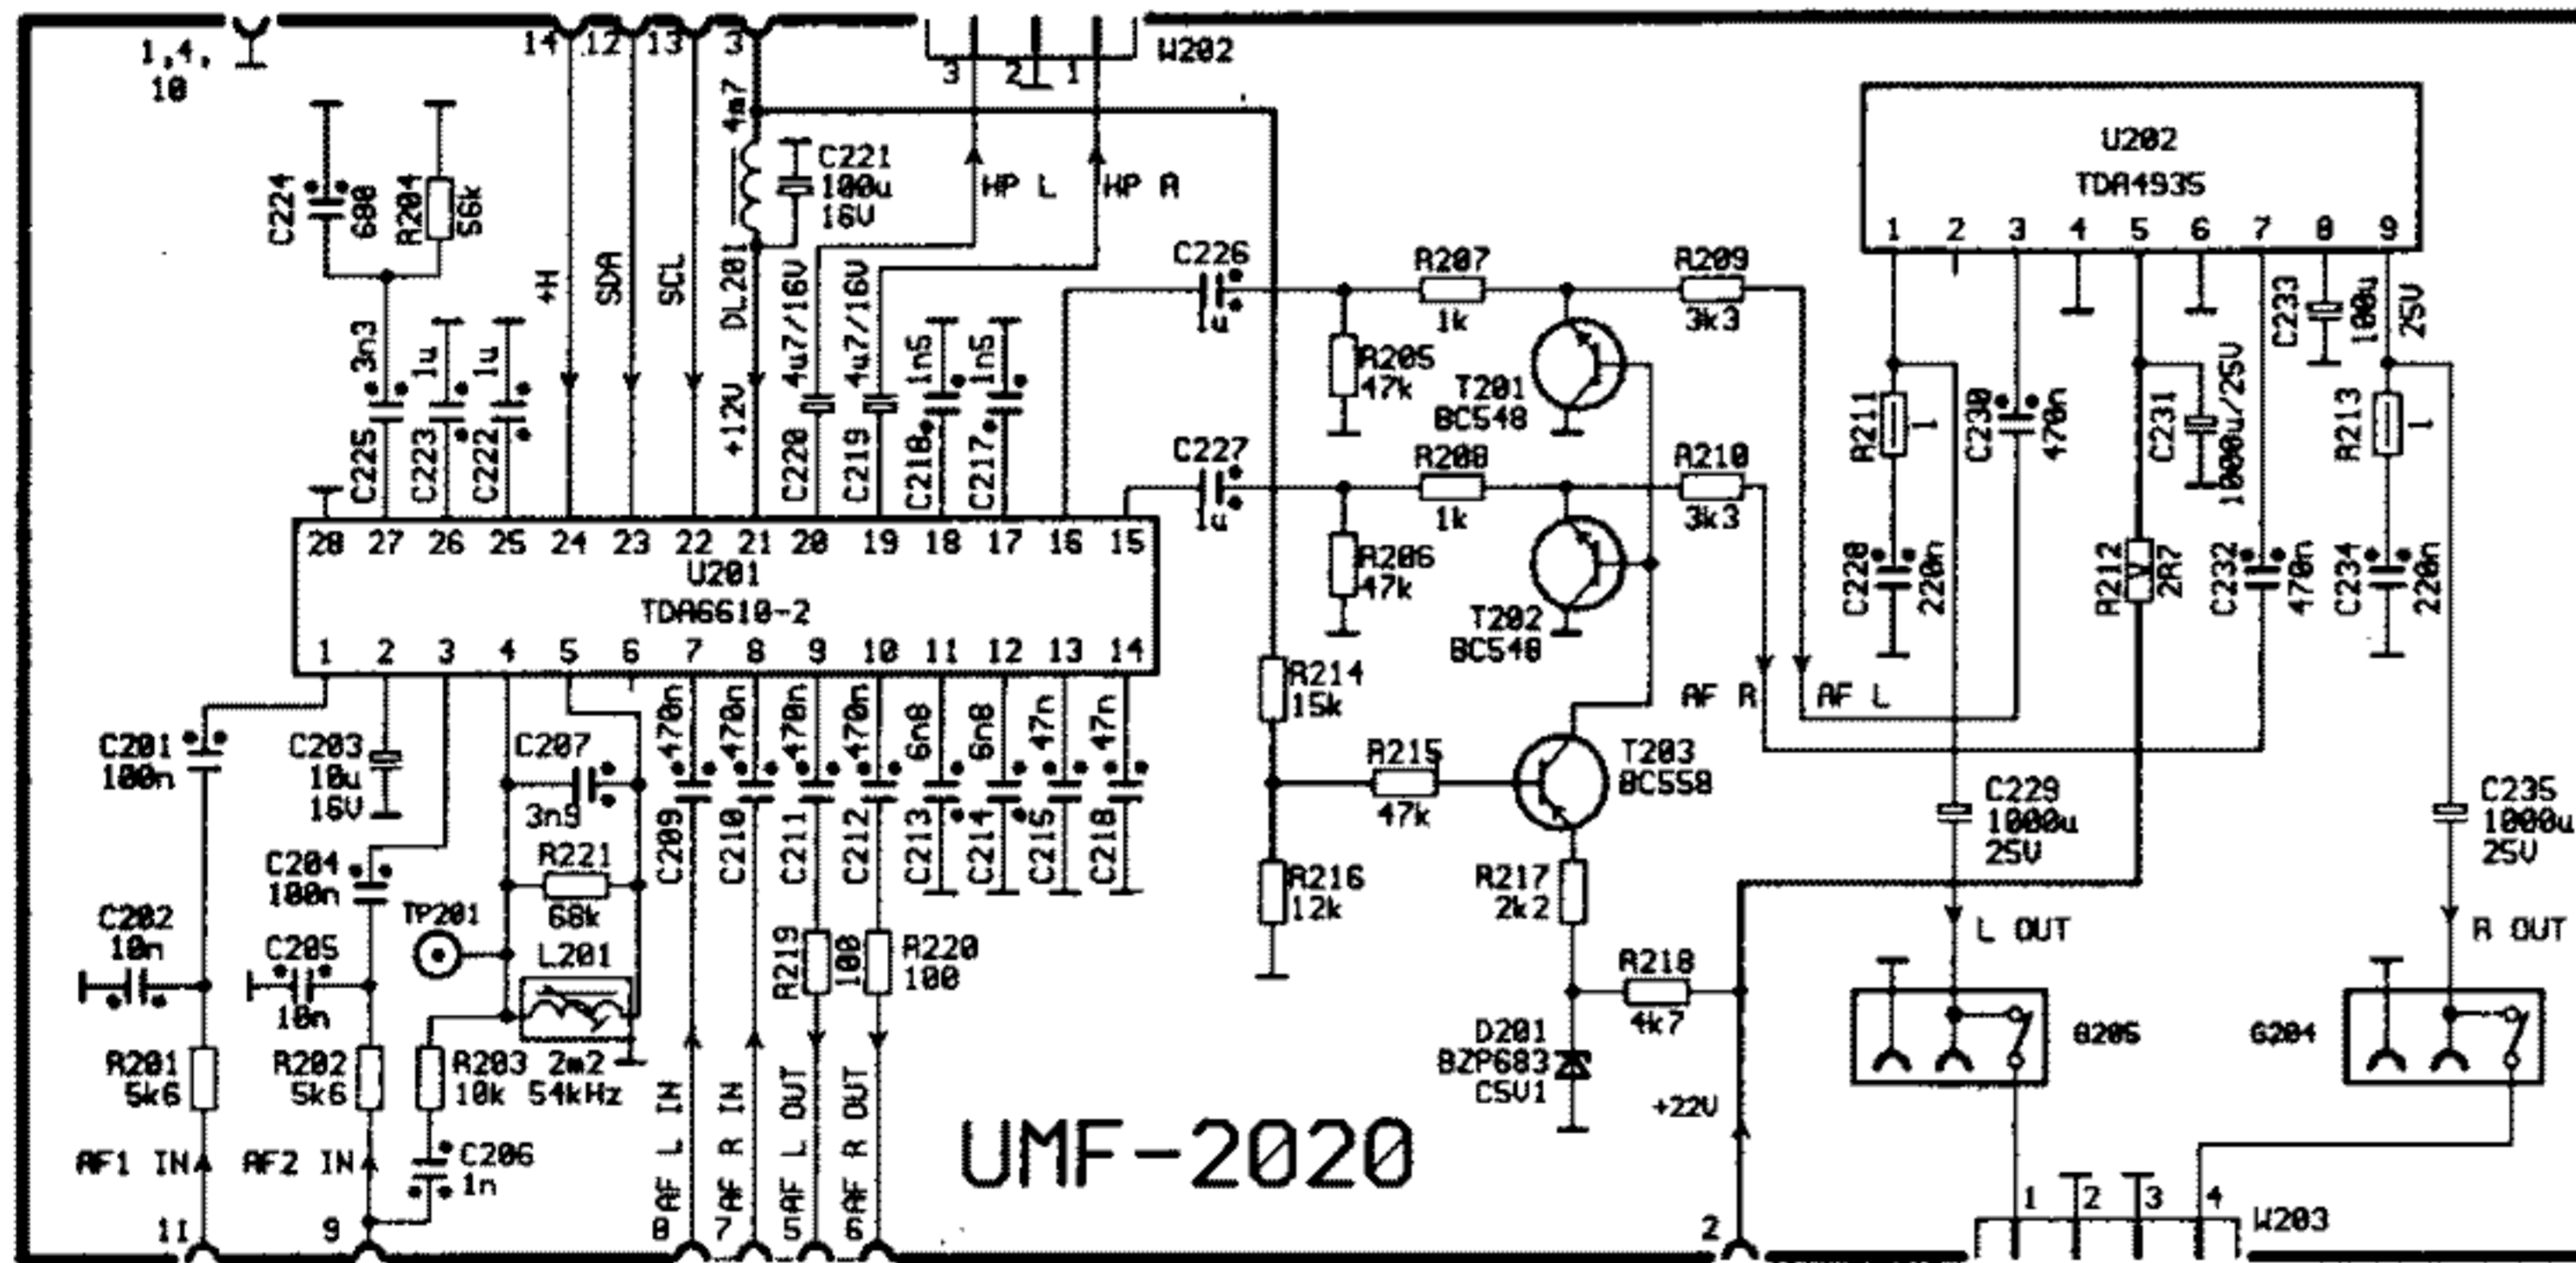 1,4,
10
14
12
13
3
W202
3
2
1
4m7
U202
TDA4935
C221
100u
16V
HP L
HP R
C224
680
R204
56k
1 2 3 4 5 6 7 8 9
+H
SDA
SCL
DL201
+12V
C226
1u
R207
1k
R209
3k3
C233
100u
25V
C225
3n3
C223
1u
C222
1u
C220
4u7/16V
C219
4u7/16V
C218
1n5
C217
1n5
R205
47k
T201
BC548
R211
1
C230
470n
C231
1000u/25V
R213
1
C227
1u
R208
1k
R210
3k3
28 27 26 25 24 23 22 21 20 19 18 17 16 15
U201
TDA6610-2
1 2 3 4 5 6 7 8 9 10 11 12 13 14
R206
47k
T202
BC548
C228
220n
R212
2R7
C232
470n
C234
220n
R214
15k
AF R
AF L
C201
100n
C203
10u
16V
C207
3n9
C209
470n
C210
470n
C211
470n
C212
470n
C213
6n8
C214
6n8
C215
47n
C218
47n
R215
47k
T203
BC558
C229
1000u
25V
C235
1000u
25V
C204
100n
R221
68k
R216
12k
R217
2k2
C202
10n
C205
10n
TP201
L201
R219
100
R220
100
L OUT
R OUT
R218
4k7
D201
BZP683
C5V1
G205
G204
R201
5k6
R202
5k6
R203
10k
2m2
54kHz
+22V
UMF-2020
AF1 IN
AF2 IN
C206
1n
AF L IN
AF R IN
AF L OUT
AF R OUT
11
9
8
7
5
6
2
1
2
3
4
W203